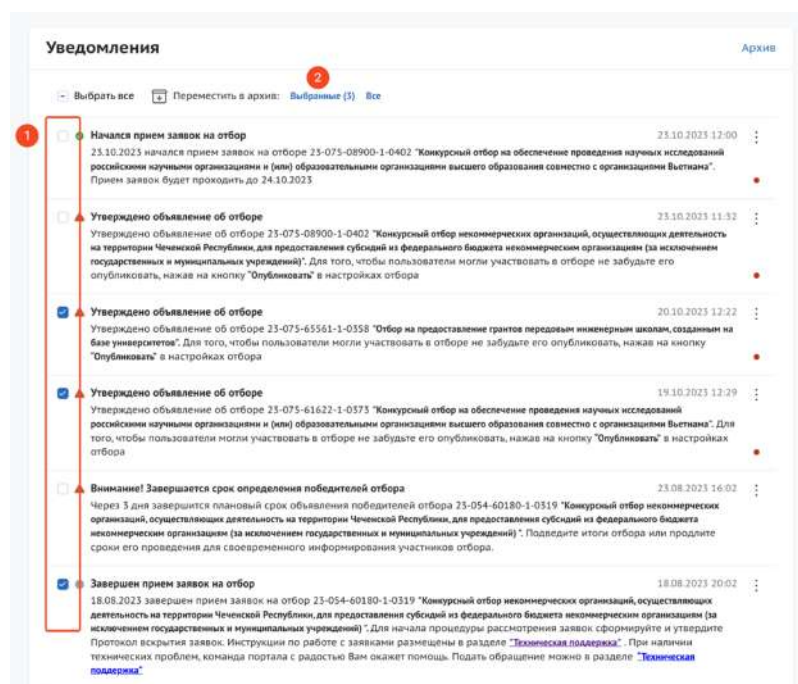 Уведомления
Архив
2
Выбрать все Переместить в архив: Выбранные (3) Все
1
Начался прием заявок на отбор 23.10.2023 12:00
23.10.2023 начался прием заявок на отборе 23-075-08900-1-0402 "Конкурсный отбор на обеспечение проведения научных исследований
российскими научными организациями и (или) образовательными организациями высшего образования совместно с организациями Вьетнама".
Прием заявок будет проходить до 24.10.2023
Утверждено объявление об отборе 23.10.2023 11:32
Утверждено объявление об отборе 23-075-08900-1-0402 "Конкурсный отбор некоммерческих организаций, осуществляющих деятельность
на территории Чеченской Республики, для предоставления субсидий из федерального бюджета некоммерческим организациям (за исключением
государственных и муниципальных учреждений)". Для того, чтобы пользователи могли участвовать в отборе не забудьте его
опубликовать, нажав на кнопку "Опубликовать" в настройках отбора
Утверждено объявление об отборе 20.10.2023 12:22
Утверждено объявление об отборе 23-075-65561-1-0358 "Отбор на предоставление грантов передовым инженерным школам, созданным на
базе университетов". Для того, чтобы пользователи могли участвовать в отборе не забудьте его опубликовать, нажав на кнопку
"Опубликовать" в настройках отбора
Утверждено объявление об отборе 19.10.2023 12:29
Утверждено объявление об отборе 23-075-61622-1-0373 "Конкурсный отбор на обеспечение проведения научных исследований
российскими научными организациями и (или) образовательными организациями высшего образования совместно с организациями Вьетнама". Для
того, чтобы пользователи могли участвовать в отборе не забудьте его опубликовать, нажав на кнопку "Опубликовать" в настройках
отбора
Внимание! Завершается срок определения победителей отбора 23.08.2023 16:02
Через 3 дня завершится плановый срок объявления победителей отбора 23-054-60180-1-0319 "Конкурсный отбор некоммерческих
организаций, осуществляющих деятельность на территории Чеченской Республики, для предоставления субсидий из федерального бюджета
некоммерческим организациям (за исключением государственных и муниципальных учреждений) ". Подведите итоги отбора или продлите
сроки его проведения для своевременного информирования участников отбора.
Завершен прием заявок на отбор 18.08.2023 20:02
18.08.2023 завершен прием заявок на отбор 23-054-60180-1-0319 "Конкурсный отбор некоммерческих организаций, осуществляющих
деятельность на территории Чеченской Республики, для предоставления субсидий из федерального бюджета некоммерческим организациям (за
исключением государственных и муниципальных учреждений) ". Для начала процедуры рассмотрения заявок сформируйте и утвердите
Протокол вскрытия заявок. Инструкции по работе с заявками размещены в разделе "Техническая поддержка" . При наличии
технических проблем, команда портала с радостью Вам окажет помощь. Подать обращение можно в разделе "Техническая
поддержка"